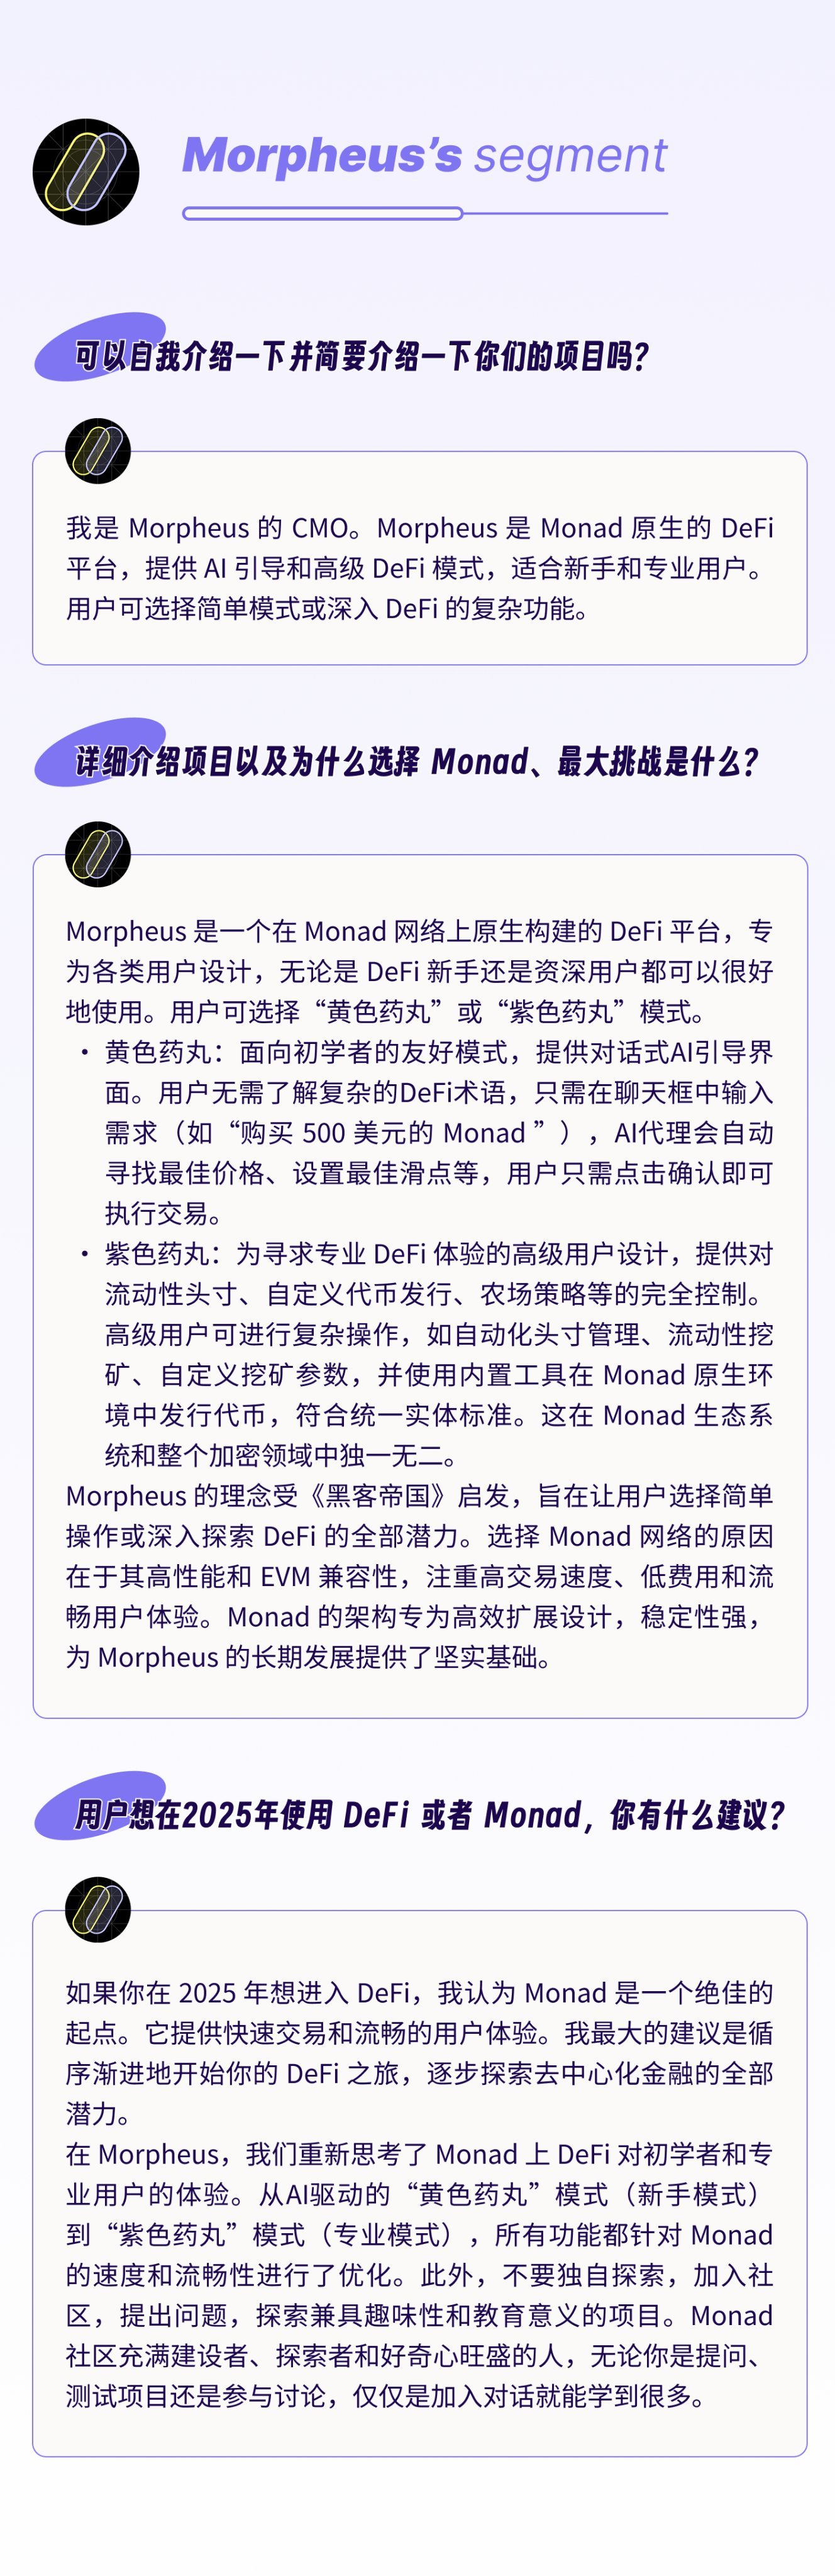 Morpheus’s segment
可以自我介绍一下并简要介绍一下你们的项目吗？
我是 Morpheus 的 CMO。Morpheus 是 Monad 原生的 DeFi
平台，提供 AI 引导和高级 DeFi 模式，适合新手和专业用户。
用户可选择简单模式或深入 DeFi 的复杂功能。
详细介绍项目以及为什么选择 Monad、最大挑战是什么？
Morpheus 是一个在 Monad 网络上原生构建的 DeFi 平台，专
为各类用户设计，无论是 DeFi 新手还是资深用户都可以很好
地使用。用户可选择“黄色药丸”或“紫色药丸”模式。
• 黄色药丸：面向初学者的友好模式，提供对话式AI引导界
面。用户无需了解复杂的DeFi术语，只需在聊天框中输入
需求（如“购买 500 美元的 Monad ”），AI代理会自动
寻找最佳价格、设置最佳滑点等，用户只需点击确认即可
执行交易。
• 紫色药丸：为寻求专业 DeFi 体验的高级用户设计，提供对
流动性头寸、自定义代币发行、农场策略等的完全控制。
高级用户可进行复杂操作，如自动化头寸管理、流动性挖
矿、自定义挖矿参数，并使用内置工具在 Monad 原生环
境中发行代币，符合统一实体标准。这在 Monad 生态系
统和整个加密领域中独一无二。
Morpheus 的理念受《黑客帝国》启发，旨在让用户选择简单
操作或深入探索 DeFi 的全部潜力。选择 Monad 网络的原因
在于其高性能和 EVM 兼容性，注重高交易速度、低费用和流
畅用户体验。Monad 的架构专为高效扩展设计，稳定性强，
为 Morpheus 的长期发展提供了坚实基础。
用户想在2025年使用 DeFi 或者 Monad，你有什么建议？
如果你在 2025 年想进入 DeFi，我认为 Monad 是一个绝佳的
起点。它提供快速交易和流畅的用户体验。我最大的建议是循
序渐进地开始你的 DeFi 之旅，逐步探索去中心化金融的全部
潜力。
在 Morpheus，我们重新思考了 Monad 上 DeFi 对初学者和专
业用户的体验。从AI驱动的“黄色药丸”模式（新手模式）
到“紫色药丸”模式（专业模式），所有功能都针对 Monad
的速度和流畅性进行了优化。此外，不要独自探索，加入社
区，提出问题，探索兼具趣味性和教育意义的项目。Monad
社区充满建设者、探索者和好奇心旺盛的人，无论你是提问、
测试项目还是参与讨论，仅仅是加入对话就能学到很多。